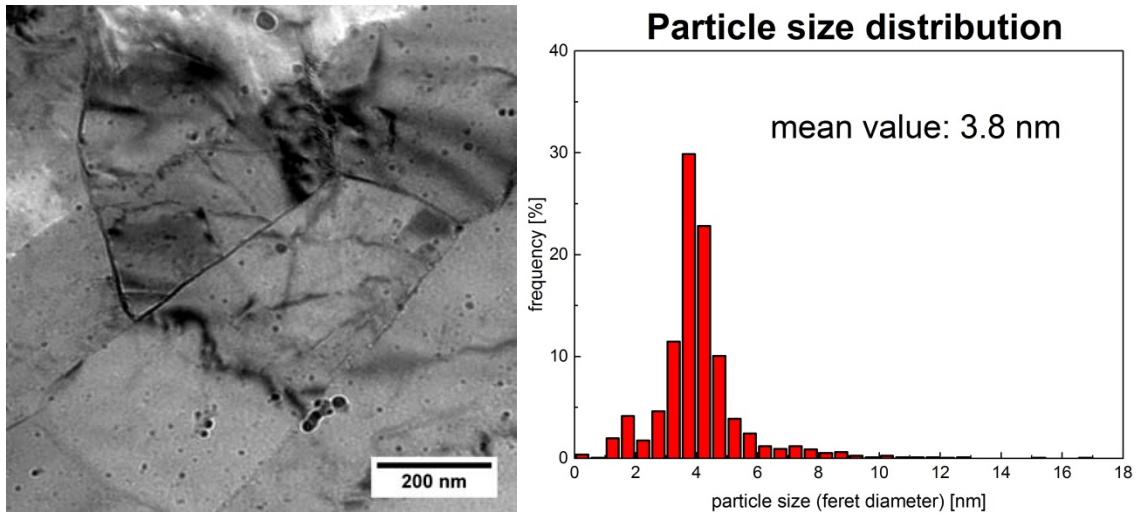 200 nm
Particle size distribution
mean value: 3.8 nm
frequency [%]
40
30
20
10
0
0 2 4 6 8 10 12 14 16 18
particle size (feret diameter) [nm]